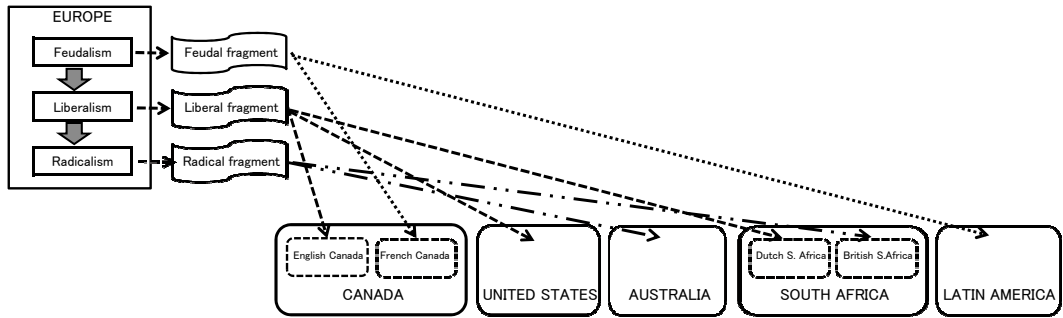 EUROPE
Feudalism
Feudal fragment
Liberalism
Liberal fragment
Radicalism
Radical fragment
English Canada
French Canada
Dutch S. Africa
British S.Africa
CANADA
UNITED STATES
AUSTRALIA
SOUTH AFRICA
LATIN AMERICA